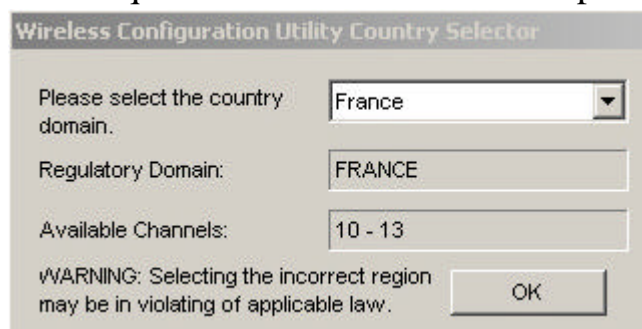 Wireless Configuration Utility Country Selector
Please select the country
domain.
France
Regulatory Domain:
FRANCE
Available Channels:
10 - 13
WARNING: Selecting the incorrect region
may be in violating of applicable law.
OK